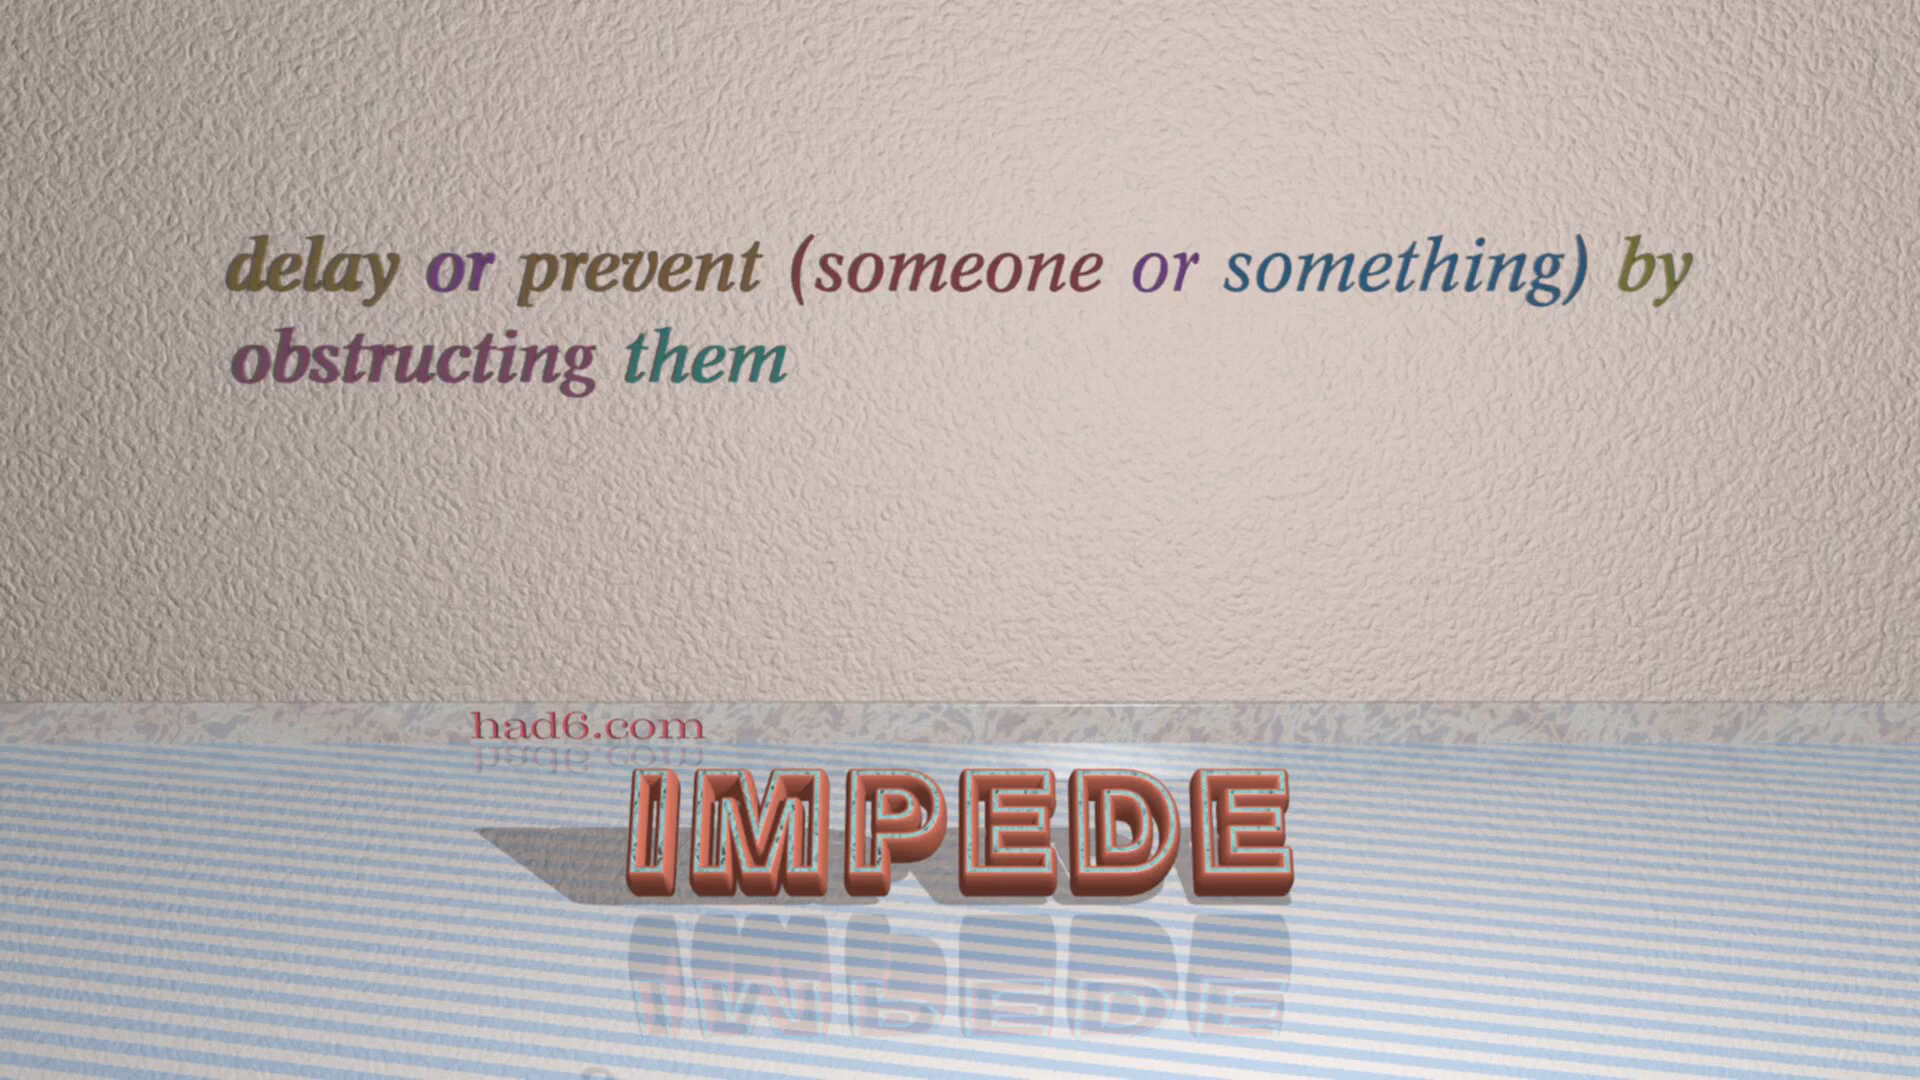 delay or prevent (someone or something) by
obstructing them
had6.com
IMPEDE